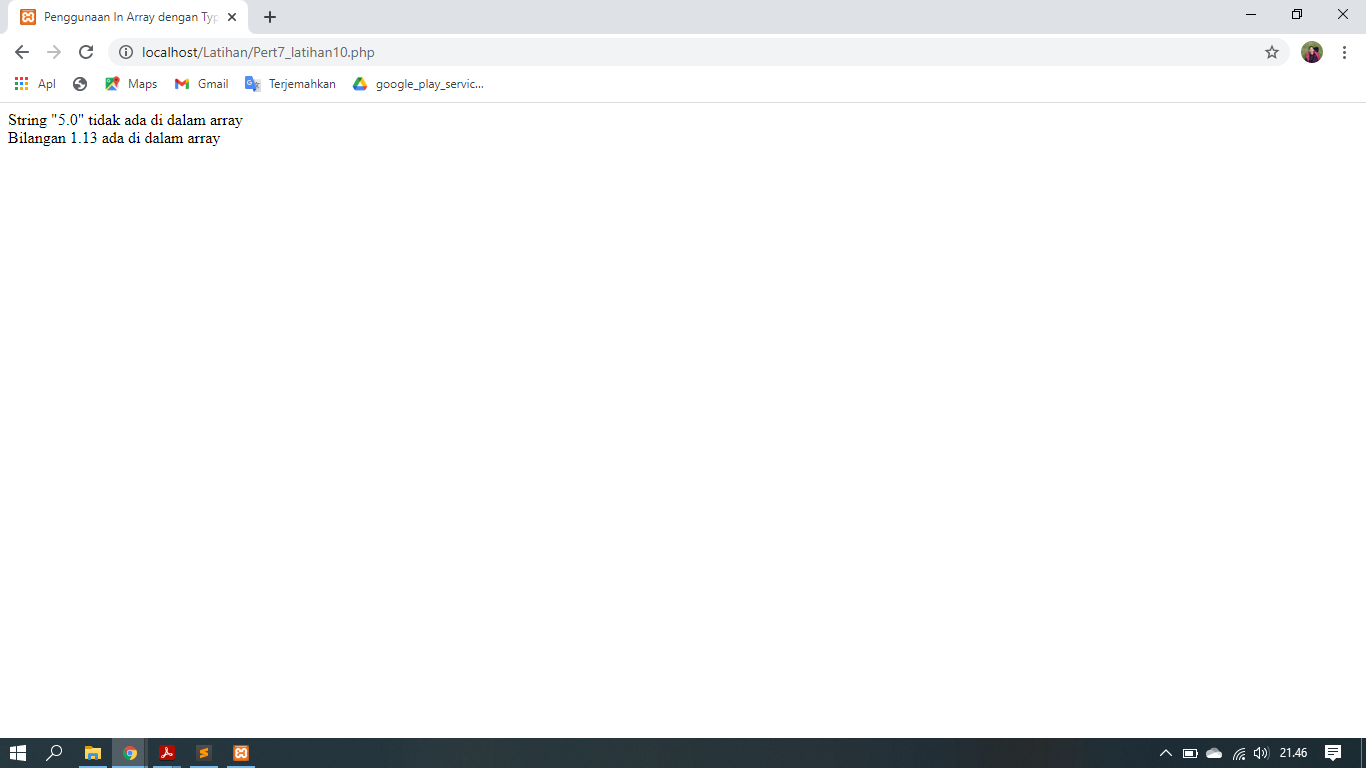 Penggunaan In Array dengan Typ
localhost/Latihan/Pert7_latihan10.php
Apl Maps Gmail Terjemahkan google_play_servic...
String "5.0" tidak ada di dalam array
Bilangan 1.13 ada di dalam array
21.46